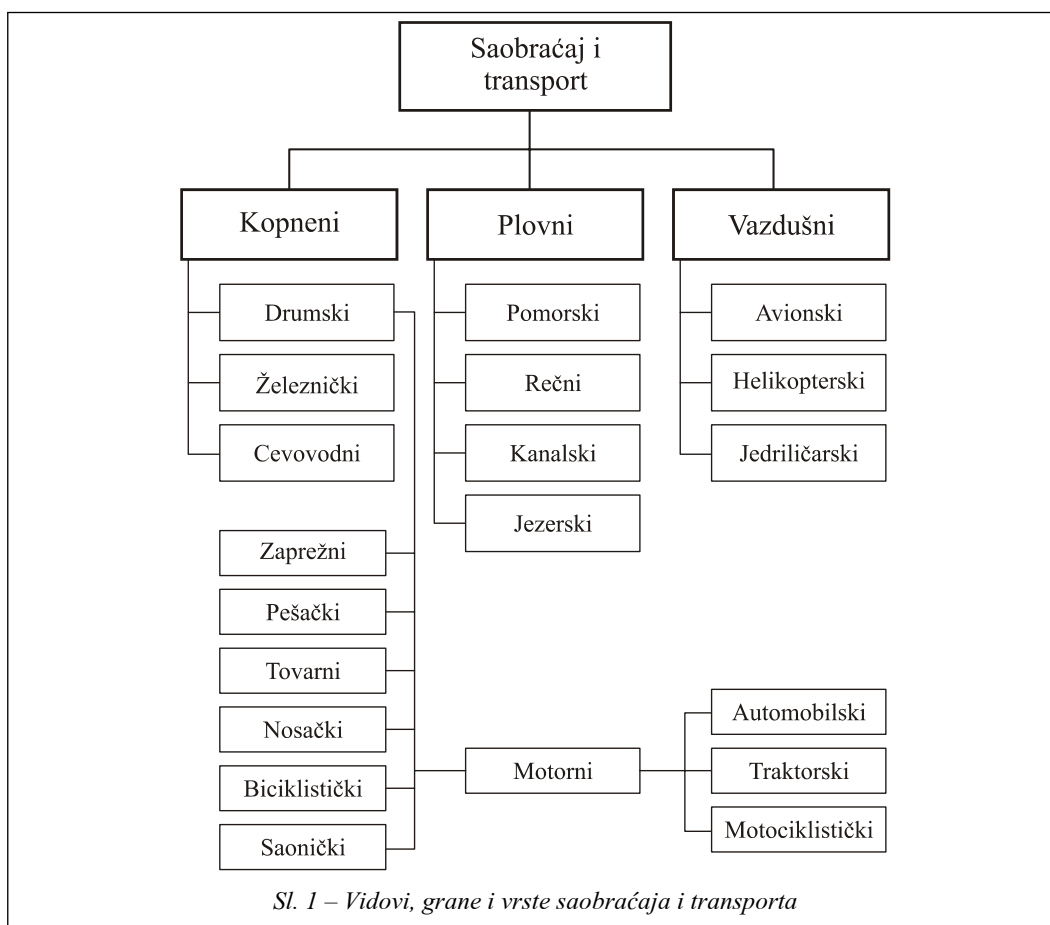 Saobraćaj i
transport
Kopneni
Plovni
Vazdušni
Drumski
Pomorski
Avionski
Železnički
Rečni
Helikopterski
Cevovodni
Kanalski
Jedriličarski
Jezerski
Zaprežni
Pešački
Tovarni
Nosački
Biciklistički
Saonički
Motorni
Automobilski
Traktorski
Motociklistički
Sl. 1 – Vidovi, grane i vrste saobraćaja i transporta